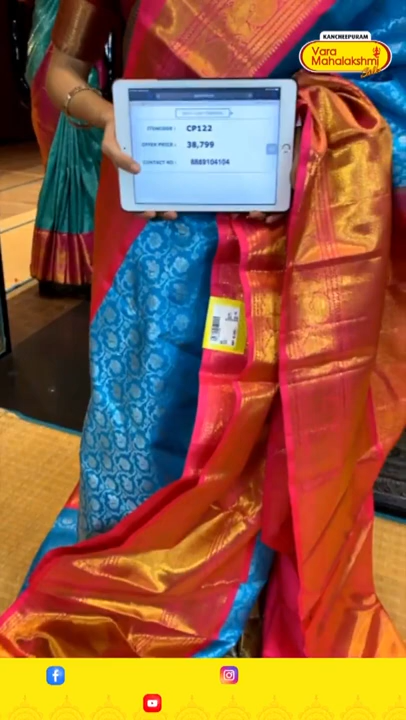 KANCHEEPURAM
Vara
Mahalakshmi
Silks
ITEMCODE : CP122
OFFER PRICE : 38,799
CONTACT NO : 8889104104